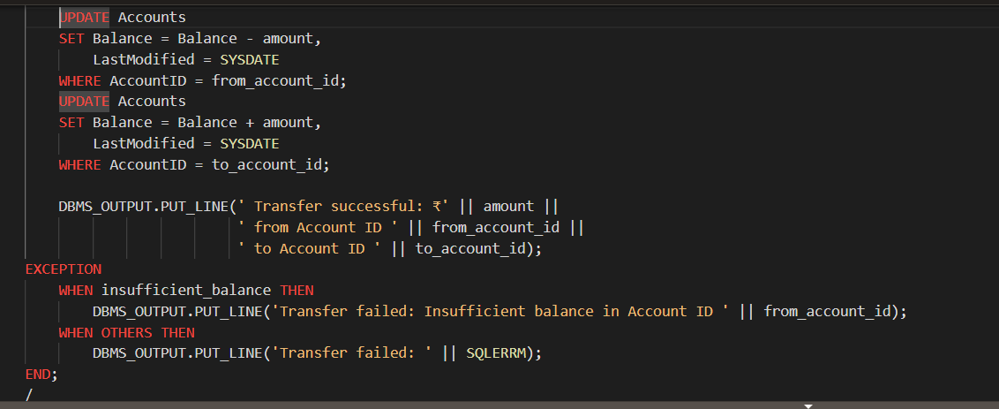 UPDATE Accounts
SET Balance = Balance - amount,
LastModified = SYSDATE
WHERE AccountID = from_account_id;
UPDATE Accounts
SET Balance = Balance + amount,
LastModified = SYSDATE
WHERE AccountID = to_account_id;
DBMS_OUTPUT.PUT_LINE(' Transfer successful: ₹' || amount ||
' from Account ID ' || from_account_id ||
' to Account ID ' || to_account_id);
EXCEPTION
WHEN insufficient_balance THEN
DBMS_OUTPUT.PUT_LINE('Transfer failed: Insufficient balance in Account ID ' || from_account_id);
WHEN OTHERS THEN
DBMS_OUTPUT.PUT_LINE('Transfer failed: ' || SQLERRM);
END;
/